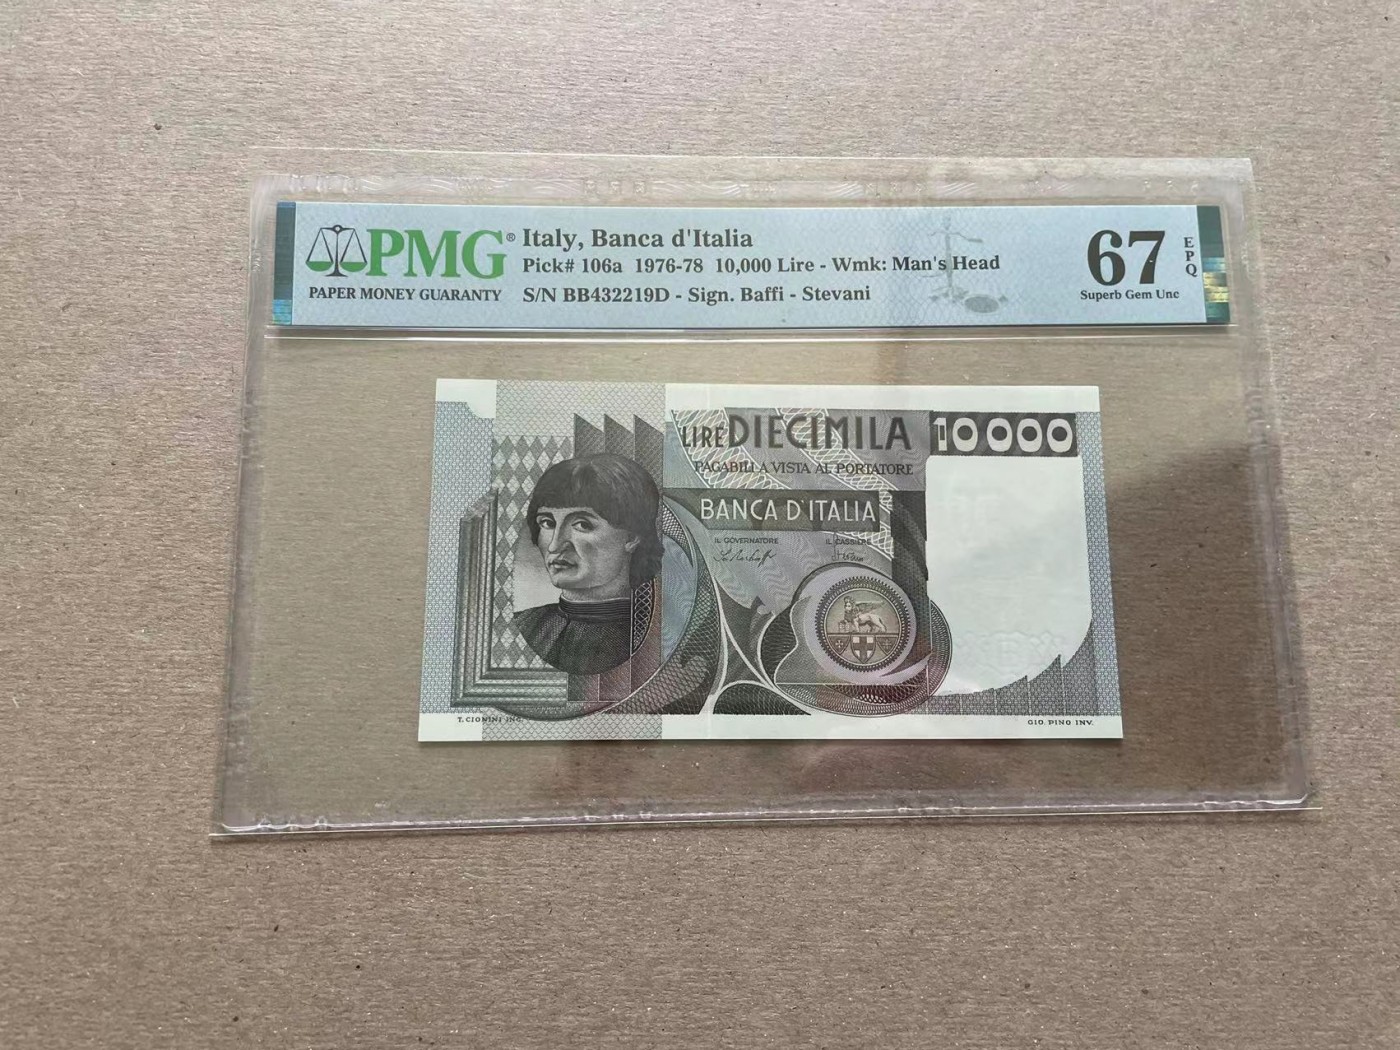 PMG®
PAPER MONEY GUARANTY
Italy, Banca d'Italia
Pick# 106a 1976-78 10,000 Lire - Wmk: Man's Head
S/N BB432219D - Sign. Baffi - Stevani
67
EPQ
Superb Gem Unc
LIRE DIECIMILA
10000
PAGABILI A VISTA AL PORTATORE
BANCA D'ITALIA
IL GOVERNATORE
IL CASSIERE
T. CIONINI INC.
GIO. PINO INV.